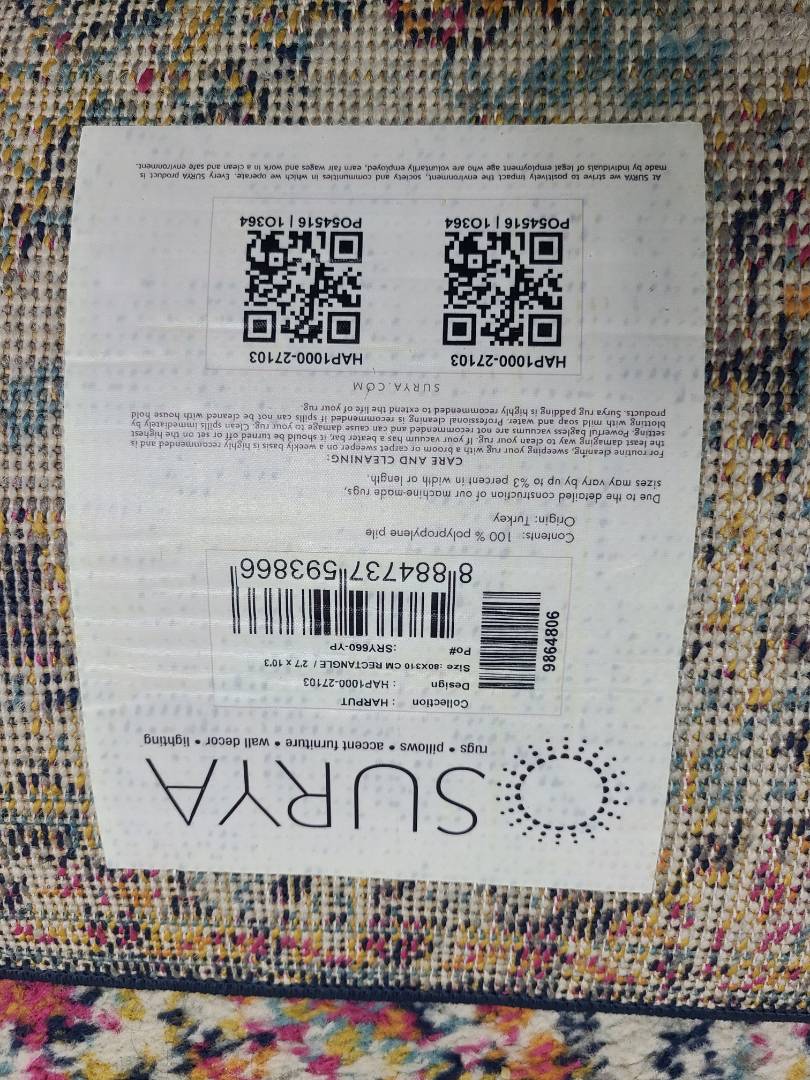 SURYA
rugs • pillows • accent furniture • wall decor • lighting
Collection : HARPUT
Design : HAP1000-27103
Size : 80X310 CM RECTANGLE / 2'7 x 10'3
Po# :SRY660-YP
9864806
8 884737 593866
Contents: 100 % polypropylene pile
Origin: Turkey
Due to the detailed construction of our machine-made rugs,
sizes may vary by up to %3 percent in width or length.
CARE AND CLEANING:
For routine cleaning, sweeping your rug with a broom or carpet sweeper on a weekly basis is highly recommended and is
the least damaging way to clean your rug. If your vacuum has a beater bar, it should be turned off or set on the highest
setting. Powerful bagless vacuums are not recommended and can cause damage to your rug. Clean spills immediately by
blotting with mild soap and water. Professional cleaning is recommended if spills can not be cleaned with house hold
products. Surya rug padding is highly recommended to extend the life of your rug.
SURYA.COM
HAP1000-27103 HAP1000-27103
PO54516 | 1O364 PO54516 | 1O364
At SURYA we strive to positively impact the environment, society and communities in which we operate. Every SURYA product is
made by individuals of legal employment age who are voluntarily employed, earn fair wages and work in a clean and safe environment.